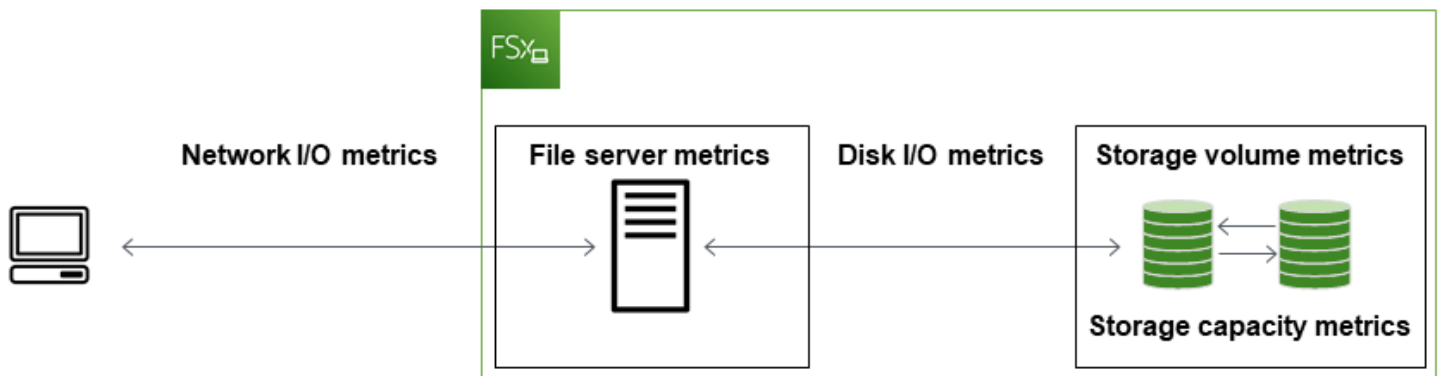 FSx
Network I/O metrics
File server metrics
Disk I/O metrics
Storage volume metrics
Storage capacity metrics